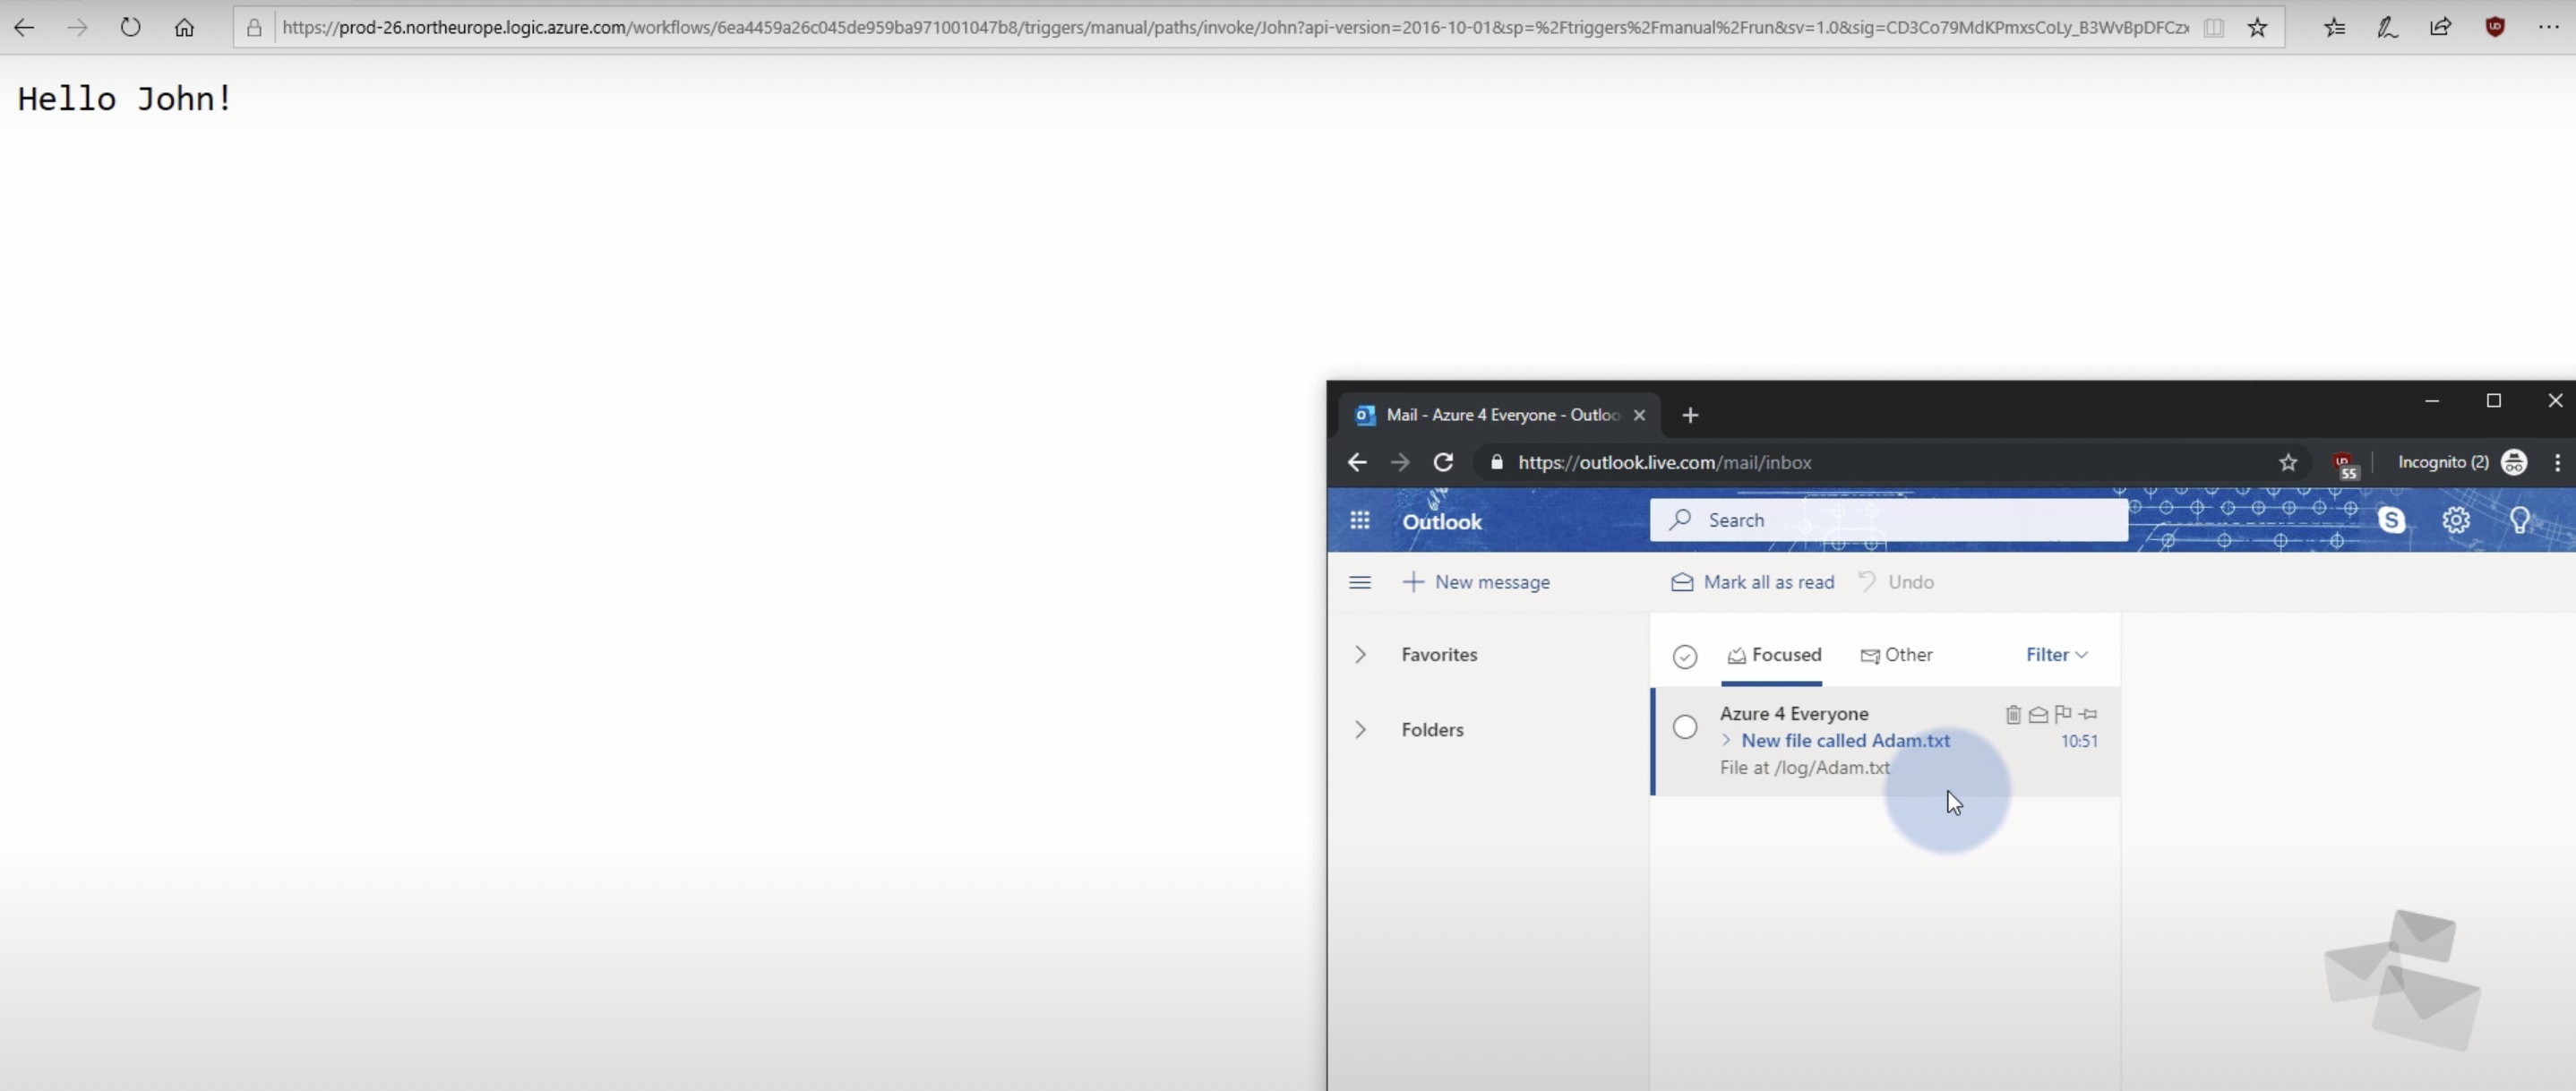 https://prod-26.northeurope.logic.azure.com/workflows/6ea4459a26c045de959ba971001047b8/triggers/manual/paths/invoke/John?api-version=2016-10-01&sp=%2Ftriggers%2Fmanual%2Frun&sv=1.0&sig=CD3Co79MdKPmxsCoLy_B3WvBpDFCzx
Hello John!
Mail - Azure 4 Everyone - Outloo
https://outlook.live.com/mail/inbox
55
Incognito (2)
Outlook
Search
New message
Mark all as read
Undo
Favorites
Folders
Focused
Other
Filter
Azure 4 Everyone
New file called Adam.txt
10:51
File at /log/Adam.txt